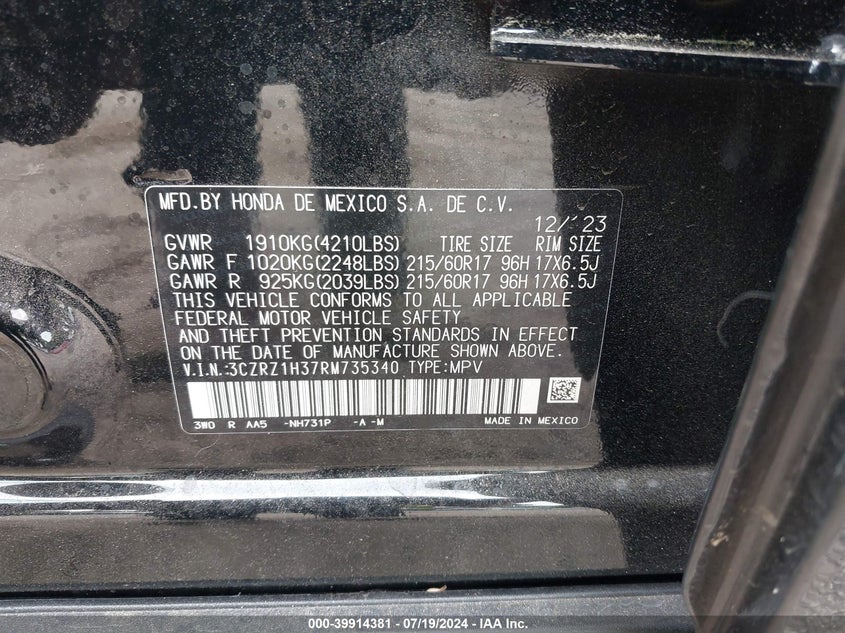 MFD.BY HONDA DE MEXICO S.A. DE C.V.
12/'23
GVWR 1910KG(4210LBS) TIRE SIZE RIM SIZE
GAWR F 1020KG(2248LBS) 215/60R17 96H 17X6.5J
GAWR R 925KG(2039LBS) 215/60R17 96H 17X6.5J
THIS VEHICLE CONFORMS TO ALL APPLICABLE
FEDERAL MOTOR VEHICLE SAFETY
AND THEFT PREVENTION STANDARDS IN EFFECT
ON THE DATE OF MANUFACTURE SHOWN ABOVE.
V.I.N.:3CZRZ1H37RM735340 TYPE:MPV
3W0 R AA5 -NH731P -A -M MADE IN MEXICO
000-39914381 - 07/19/2024 - IAA Inc.